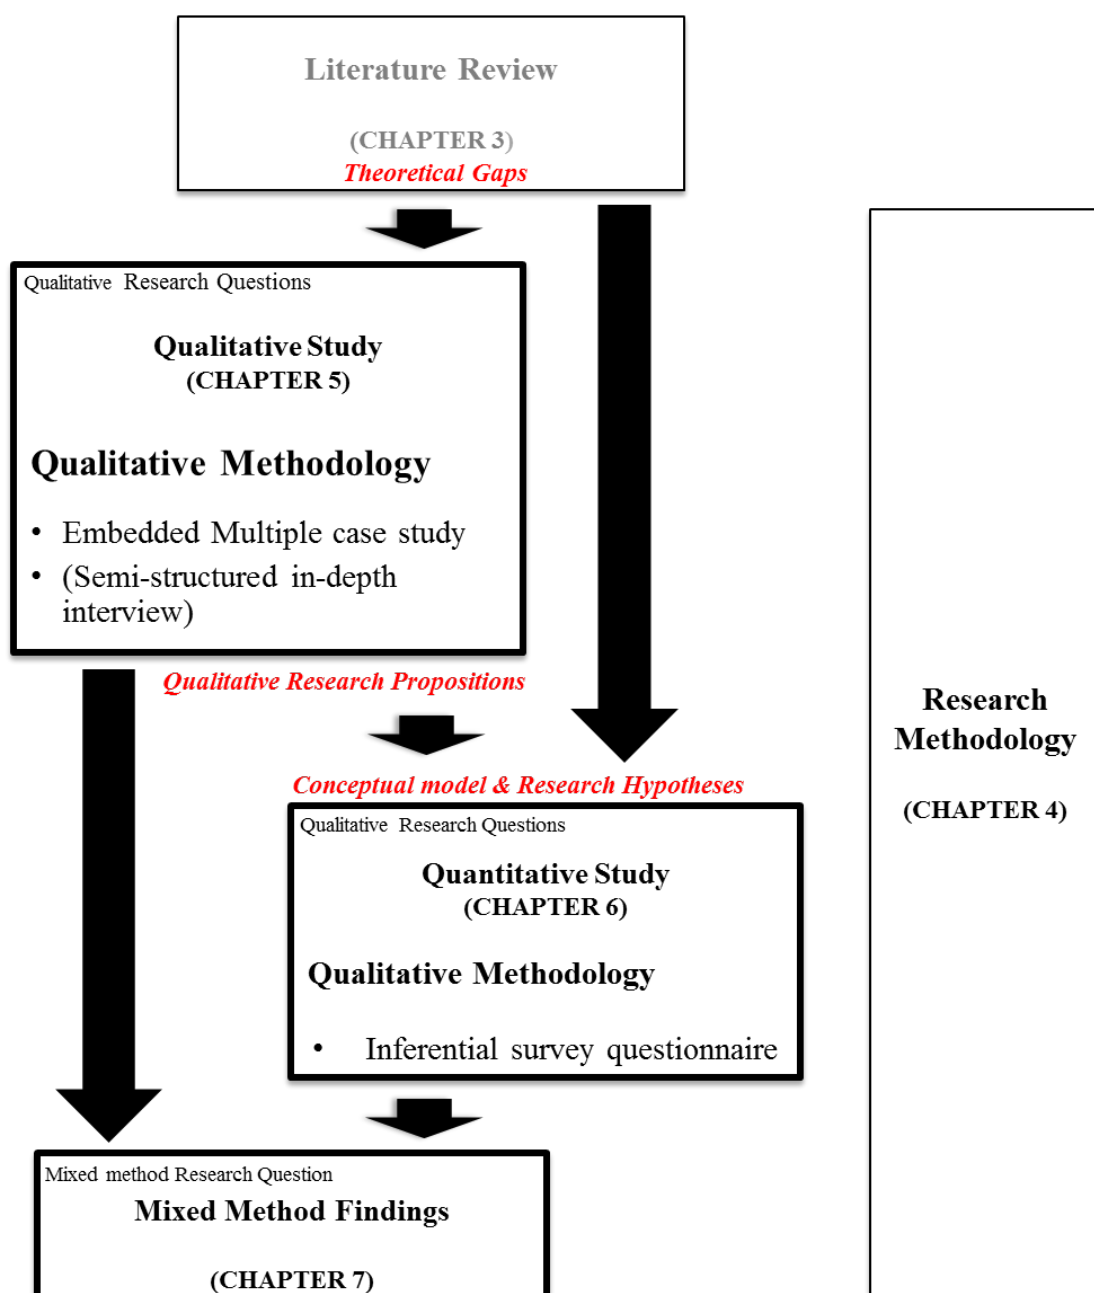 Literature Review
(CHAPTER 3)
Theoretical Gaps
Qualitative Research Questions
Qualitative Study
(CHAPTER 5)
Qualitative Methodology
• Embedded Multiple case study
• (Semi-structured in-depth
interview)
Qualitative Research Propositions
Conceptual model & Research Hypotheses
Qualitative Research Questions
Quantitative Study
(CHAPTER 6)
Qualitative Methodology
• Inferential survey questionnaire
Mixed method Research Question
Mixed Method Findings
(CHAPTER 7)
Research
Methodology
(CHAPTER 4)